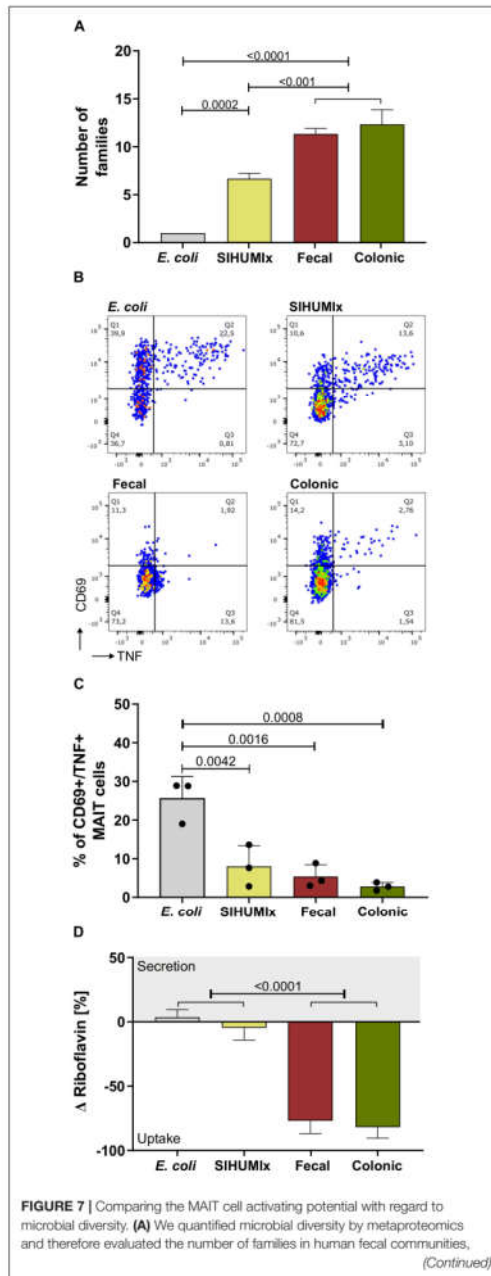 A
<0.0001
<0.001
0.0002
Number of
families
20
15
10
5
0
E. coli
SIHUMIx
Fecal
Colonic
B
E. coli
Q1
39,9
Q2
22,5
Q4
36,7
Q3
0,81
SIHUMIx
Q1
10,6
Q2
13,6
Q4
72,7
Q3
3,10
Fecal
Q1
11,3
Q2
1,92
Q4
73,2
Q3
13,6
Colonic
Q1
14,2
Q2
2,76
Q4
81,5
Q3
1,54
CD69
TNF
C
0.0008
0.0016
0.0042
% of CD69+/TNF+
MAIT cells
50
40
30
20
10
0
E. coli
SIHUMIx
Fecal
Colonic
D
Secretion
<0.0001
Δ Riboflavin [%]
50
0
-50
-100
Uptake
E. coli
SIHUMIx
Fecal
Colonic
FIGURE 7 | Comparing the MAIT cell activating potential with regard to
microbial diversity. (A) We quantified microbial diversity by metaproteomics
and therefore evaluated the number of families in human fecal communities,
(Continued)